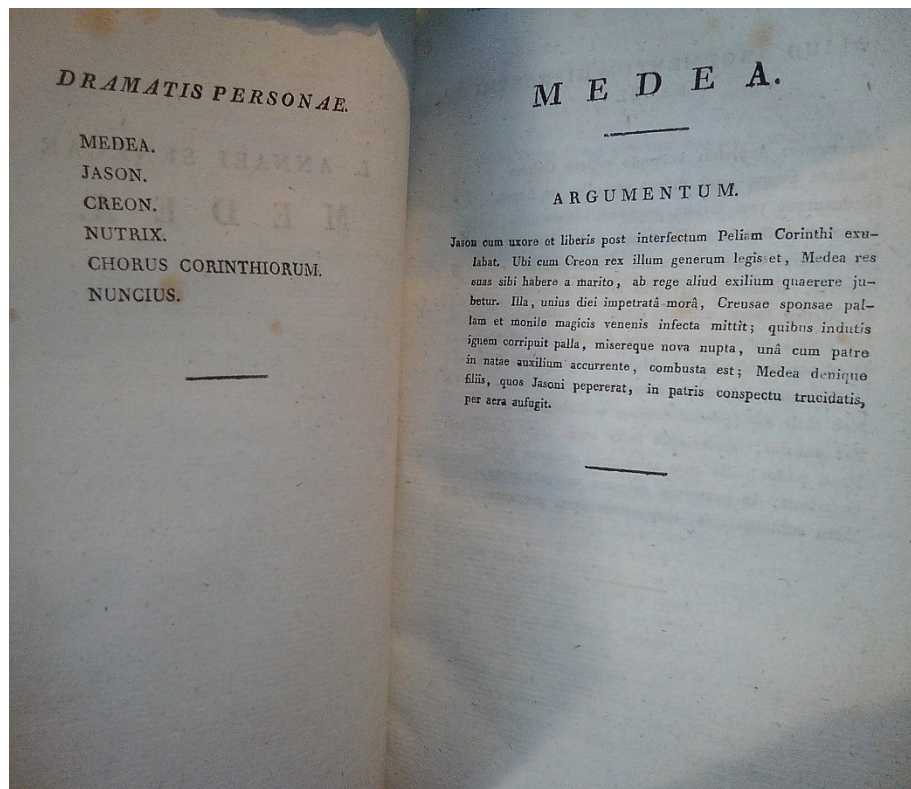 DRAMATIS PERSONAE.
MEDEA.
JASON.
CREON.
NUTRIX.
CHORUS CORINTHIORUM.
NUNCIUS.
MEDEA.
ARGUMENTUM.
Jason cum uxore et liberis post interfectum Peliam Corinthi exu-
labat. Ubi cum Creon rex illum generum legisset, Medea res
suas sibi habere a marito, ab rege aliud exilium quaerere ju-
betur. Illa, unius diei impetratâ morâ, Creusae sponsae pal-
lam et monile magicis venenis infecta mittit; quibus indutis
ignem corripuit palla, misereque nova nupta, unâ cum patre
in natae auxilium accurrente, combusta est; Medea denique
filiis, quos Jasoni pepererat, in patris conspectu trucidatis,
per aera aufugit.